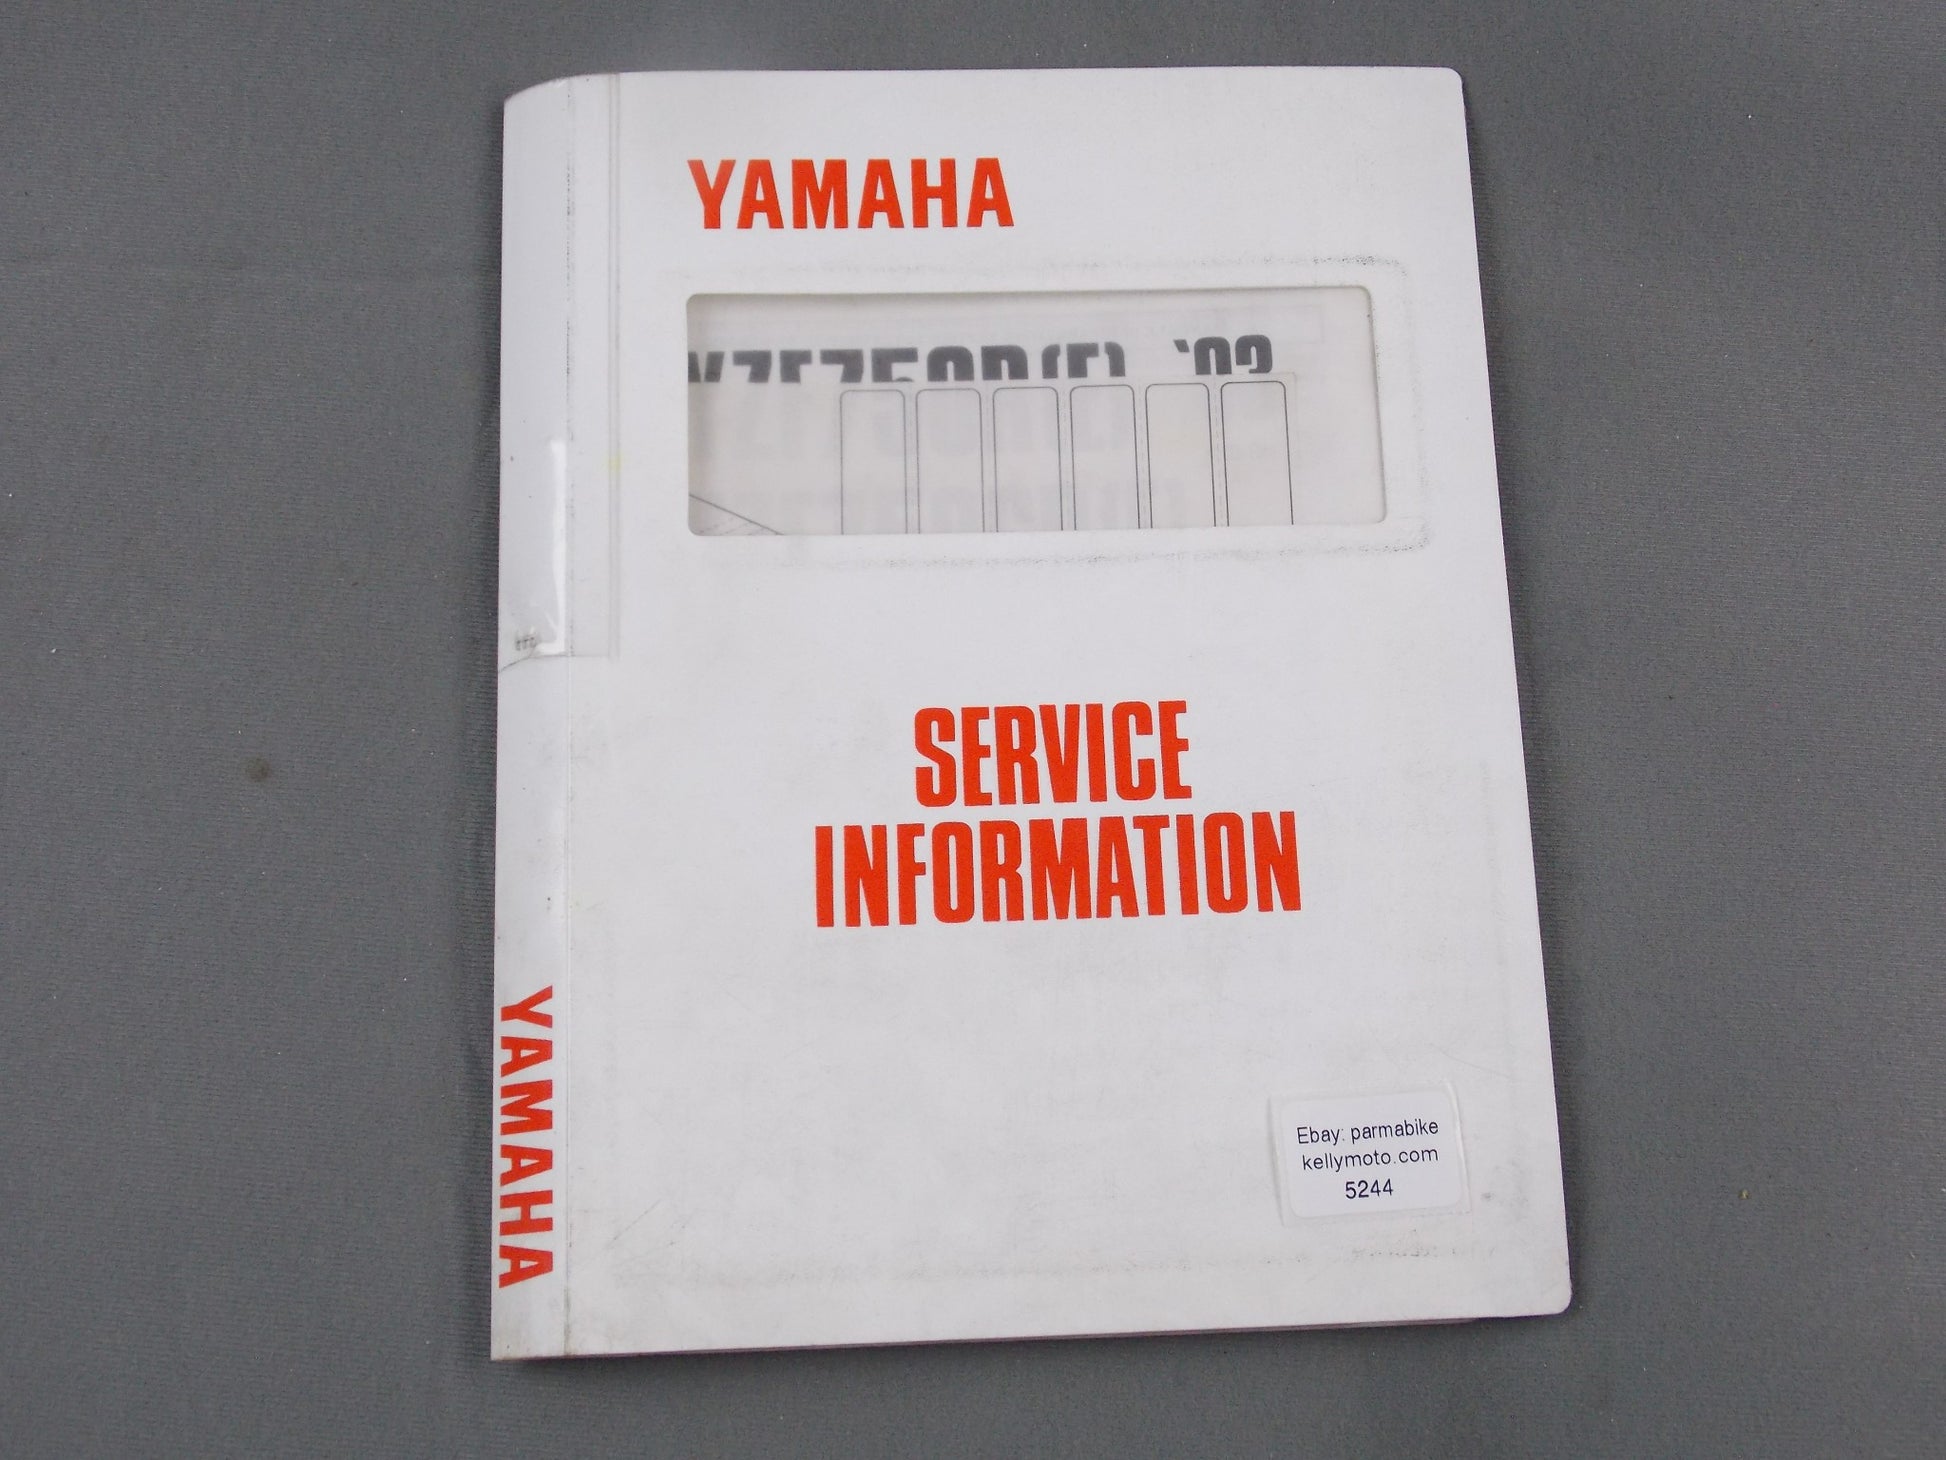 YAMAHA
SERVICE
INFORMATION
YAMAHA
Ebay: parmabike
kellymoto.com
5244